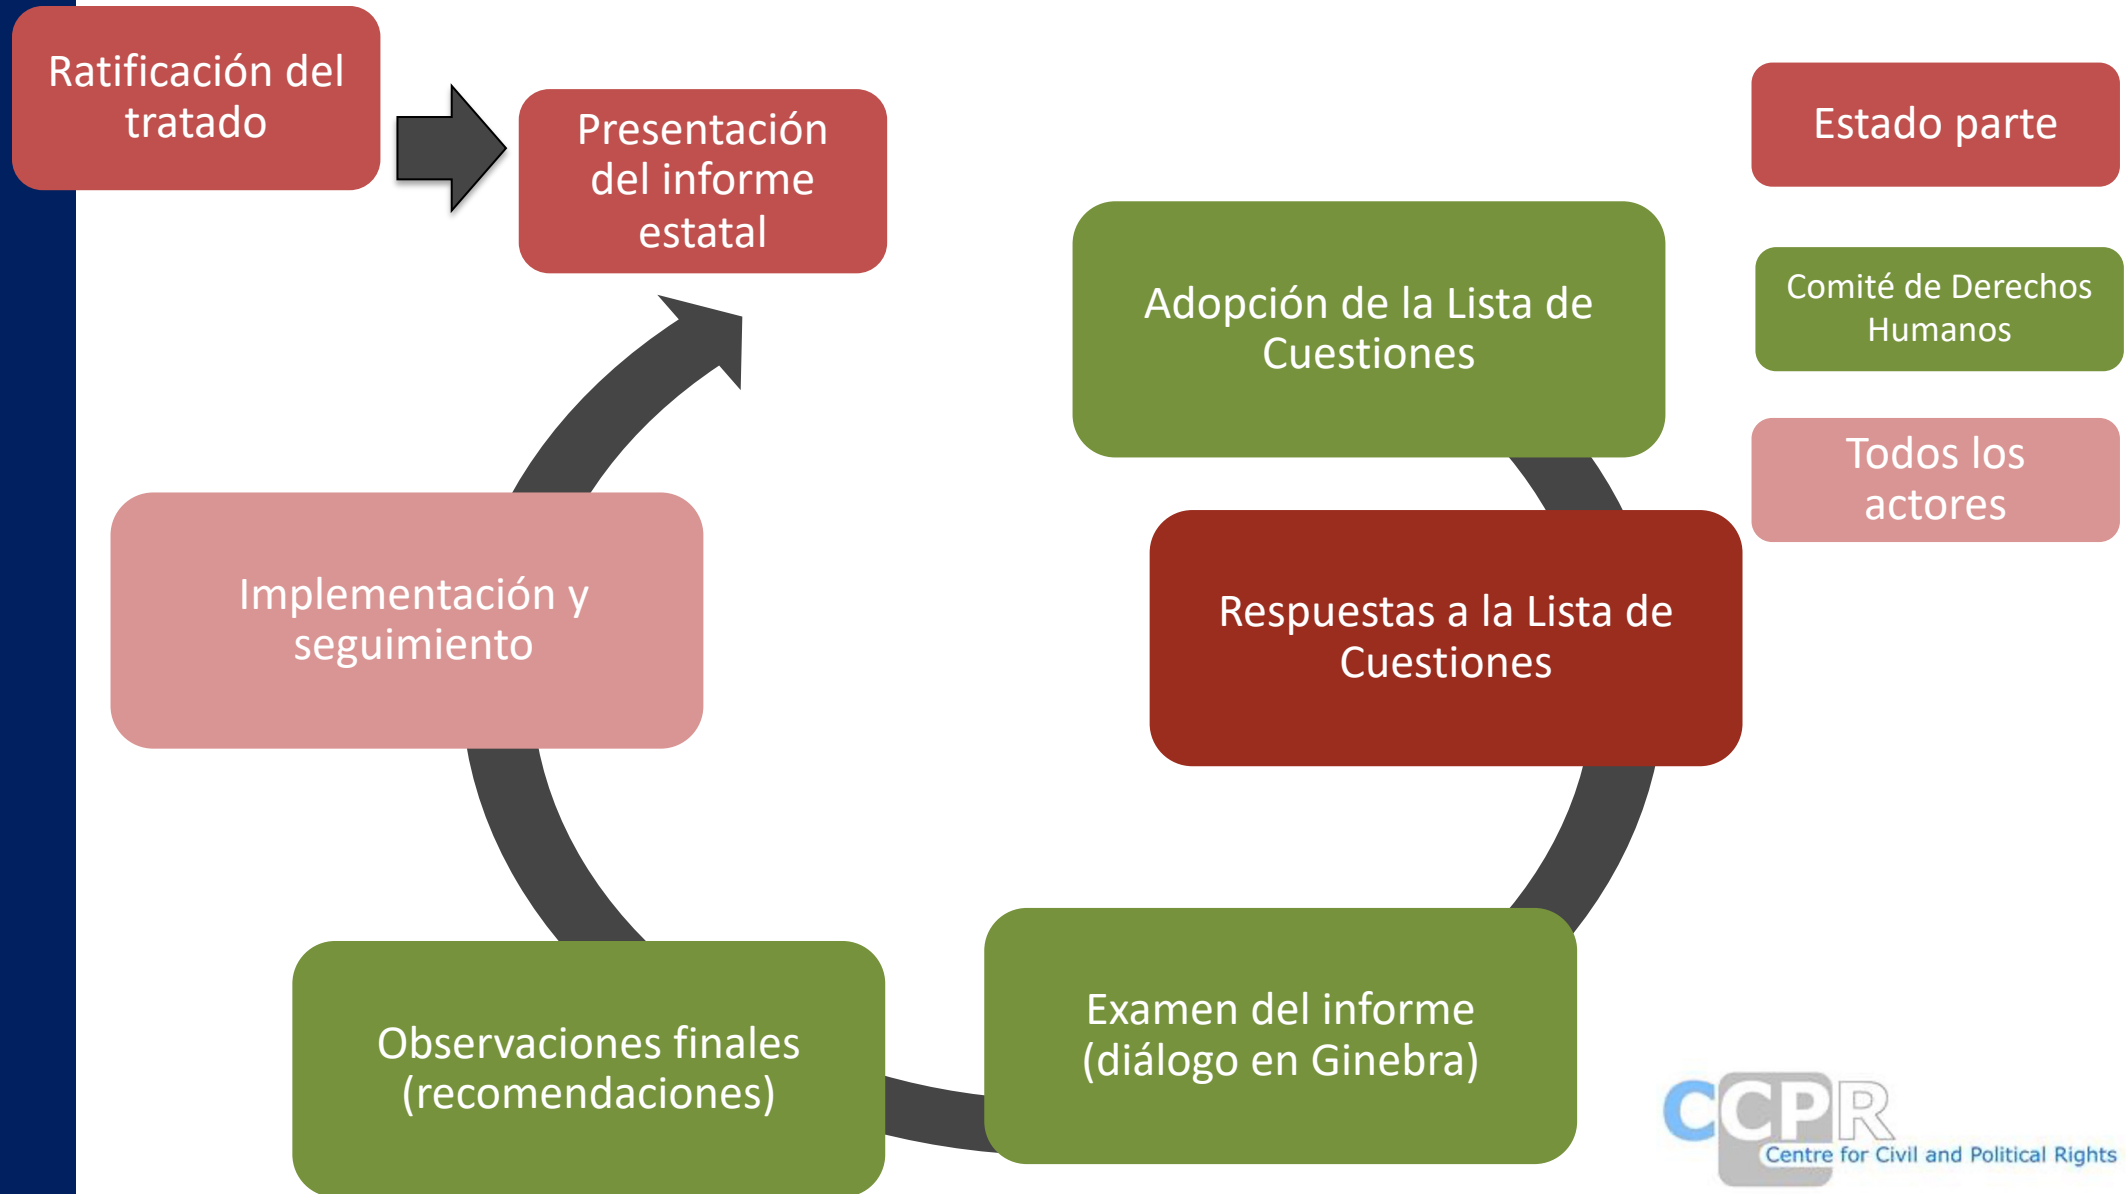 Ratificación del
tratado
Presentación
del informe
estatal
Estado parte
Adopción de la Lista de
Cuestiones
Comité de Derechos
Humanos
Todos los
actores
Implementación y
seguimiento
Respuestas a la Lista de
Cuestiones
Observaciones finales
(recomendaciones)
Examen del informe
(diálogo en Ginebra)
CCPR
Centre for Civil and Political Rights